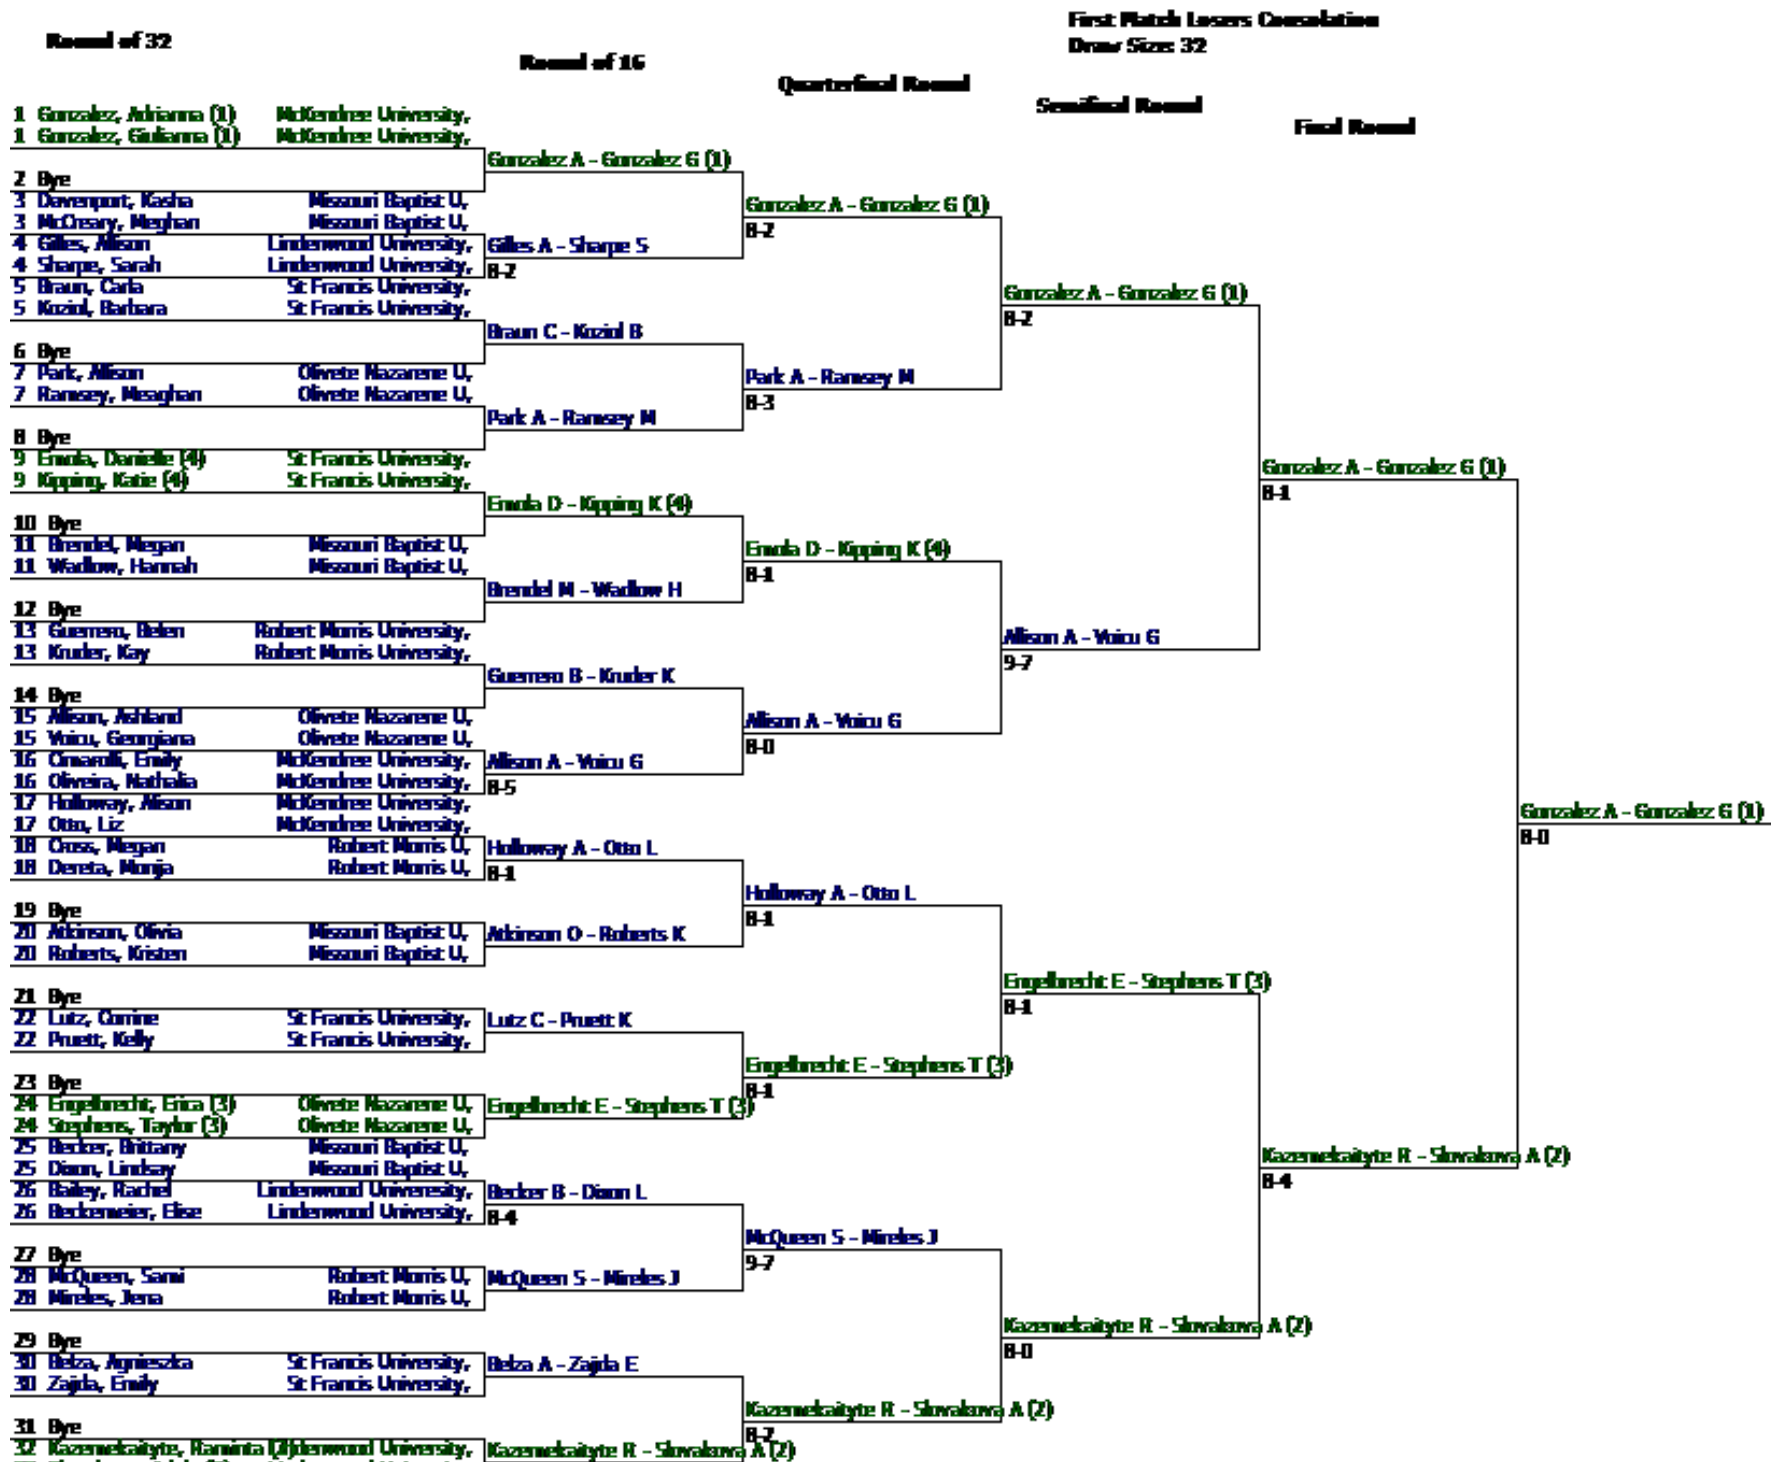 First Match Losers Consolation
Draw Size: 32
Round of 32
Round of 16
Quarterfinal Round
Semifinal Round
Final Round
1 Gonzalez, Adrianna (1) McKendree University,
1 Gonzalez, Giulianna (1) McKendree University,
Gonzalez A - Gonzalez G (1)
2 Bye
3 Davenport, Kasha Missouri Baptist U,
Gonzalez A - Gonzalez G (1)
3 McCreary, Meghan Missouri Baptist U,
8-2
4 Gilles, Allison Lindenwood University,
Gilles A - Sharpe S
4 Sharpe, Sarah Lindenwood University,
8-2
5 Braun, Carla St Francis University,
Gonzalez A - Gonzalez G (1)
5 Koziol, Barbara St Francis University,
8-2
Braun C - Koziol B
6 Bye
7 Park, Allison Olivete Nazarene U,
Park A - Ramsey M
7 Ramsey, Meaghan Olivete Nazarene U,
8-3
Park A - Ramsey M
8 Bye
9 Emola, Danielle (4) St Francis University,
Gonzalez A - Gonzalez G (1)
9 Kipping, Katie (4) St Francis University,
8-1
Emola D - Kipping K (4)
10 Bye
11 Brendel, Megan Missouri Baptist U,
Emola D - Kipping K (4)
11 Wadlow, Hannah Missouri Baptist U,
8-1
Brendel M - Wadlow H
12 Bye
13 Guerrero, Belen Robert Morris University,
Allison A - Voicu G
13 Kruder, Kay Robert Morris University,
9-7
Guerrero B - Kruder K
14 Bye
15 Allison, Ashland Olivete Nazarene U,
Allison A - Voicu G
15 Voicu, Georgiana Olivete Nazarene U,
8-0
16 Cimarolli, Emily McKendree University,
Allison A - Voicu G
16 Oliveira, Nathalia McKendree University,
8-5
17 Holloway, Alison McKendree University,
Gonzalez A - Gonzalez G (1)
17 Otto, Liz McKendree University,
8-0
18 Cross, Megan Robert Morris U,
Holloway A - Otto L
18 Dereta, Monja Robert Morris U,
8-1
Holloway A - Otto L
19 Bye
8-1
20 Atkinson, Olivia Missouri Baptist U,
Atkinson O - Roberts K
20 Roberts, Kristen Missouri Baptist U,
Engelbrecht E - Stephens T (3)
21 Bye
8-1
22 Lutz, Corrine St Francis University,
Lutz C - Pruett K
22 Pruett, Kelly St Francis University,
Engelbrecht E - Stephens T (3)
23 Bye
8-1
24 Engelbrecht, Erica (3) Olivete Nazarene U,
Engelbrecht E - Stephens T (3)
24 Stephens, Taylor (3) Olivete Nazarene U,
25 Becker, Brittany Missouri Baptist U,
Kazemekaityte R - Slovakova A (2)
25 Dixon, Lindsay Missouri Baptist U,
8-4
26 Bailey, Rachel Lindenwood Univeresity,
Becker B - Dixon L
26 Beckemeier, Elise Lindenwood University,
8-4
McQueen S - Mireles J
27 Bye
9-7
28 McQueen, Sami Robert Morris U,
McQueen S - Mireles J
28 Mireles, Jena Robert Morris U,
Kazemekaityte R - Slovakova A (2)
29 Bye
8-0
30 Belza, Agnieszka St Francis University,
Belza A - Zajda E
30 Zajda, Emily St Francis University,
Kazemekaityte R - Slovakova A (2)
31 Bye
8-2
32 Kazemekaityte, Raminta University,
Kazemekaityte R - Slovakova A (2)